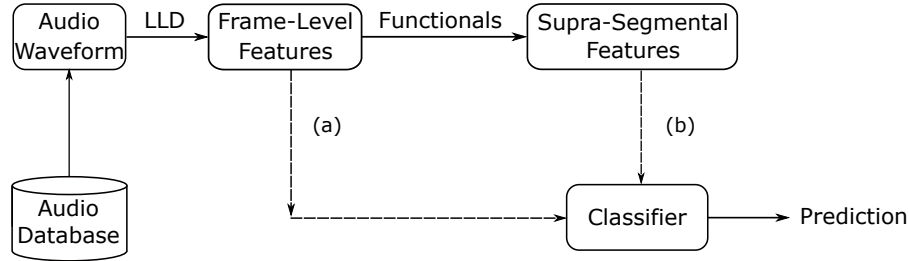 Audio
Waveform
LLD
Frame-Level
Features
Functionals
Supra-Segmental
Features
(a)
(b)
Audio
Database
Classifier
Prediction